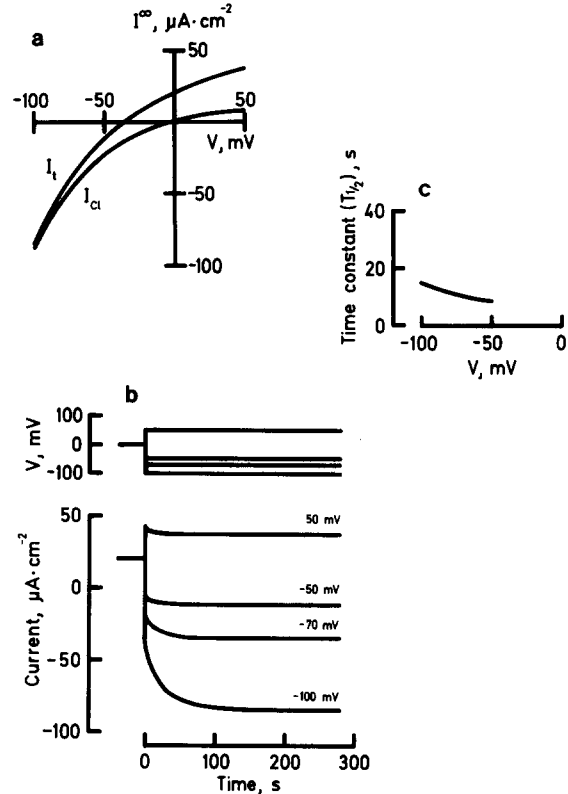 a
I∞, μA·cm-2
50
-100
-50
50
V, mV
It
ICl
-50
-100
c
Time constant (T1/2), s
40
20
0
-100
-50
0
V, mV
b
V, mV
100
0
-100
Current, μA·cm-2
50
0
-50
-100
50 mV
-50 mV
-70 mV
-100 mV
0
100
200
300
Time, s